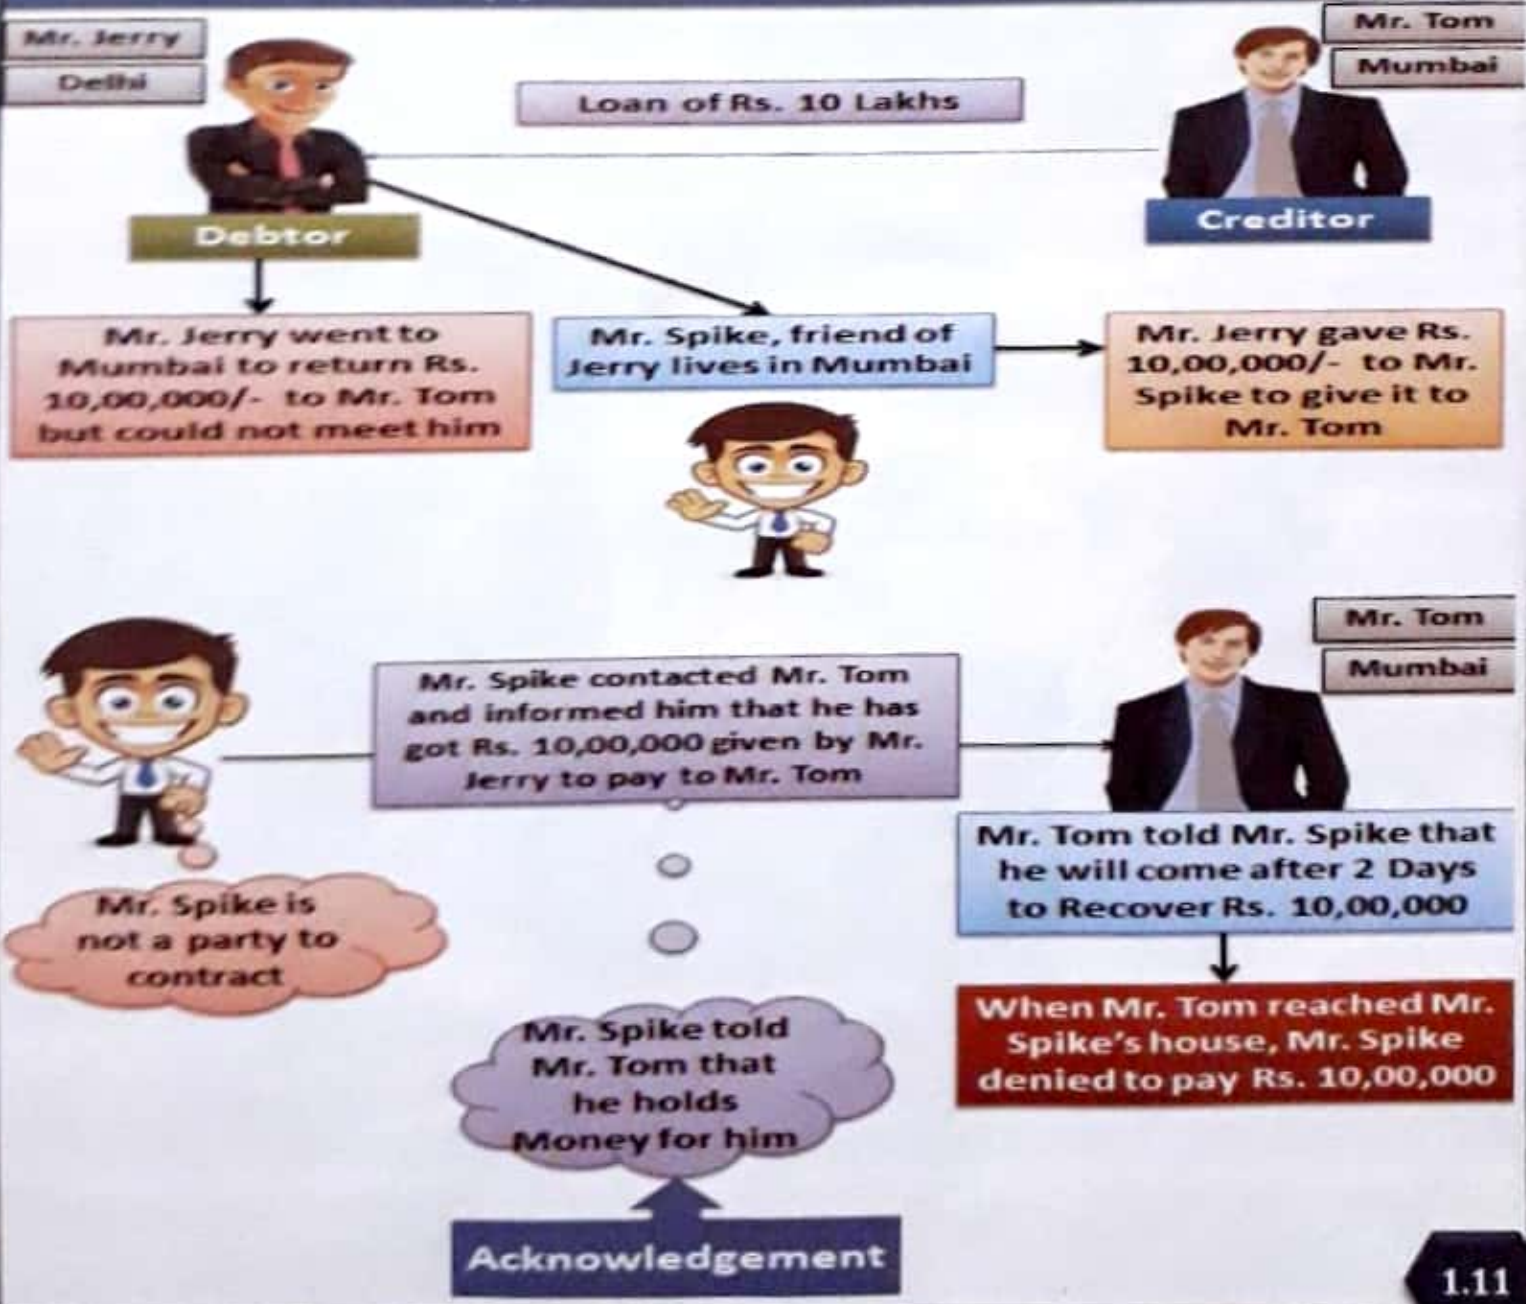 Mr. Jerry
Delhi
Loan of Rs. 10 Lakhs
Mr. Tom
Mumbai
Debtor
Creditor
Mr. Jerry went to
Mumbai to return Rs.
10,00,000/- to Mr. Tom
but could not meet him
Mr. Spike, friend of
Jerry lives in Mumbai
Mr. Jerry gave Rs.
10,00,000/- to Mr.
Spike to give it to
Mr. Tom
Mr. Spike contacted Mr. Tom
and informed him that he has
got Rs. 10,00,000 given by Mr.
Jerry to pay to Mr. Tom
Mr. Tom
Mumbai
Mr. Tom told Mr. Spike that
he will come after 2 Days
to Recover Rs. 10,00,000
Mr. Spike is
not a party to
contract
Mr. Spike told
Mr. Tom that
he holds
Money for him
When Mr. Tom reached Mr.
Spike's house, Mr. Spike
denied to pay Rs. 10,00,000
Acknowledgement
1.11